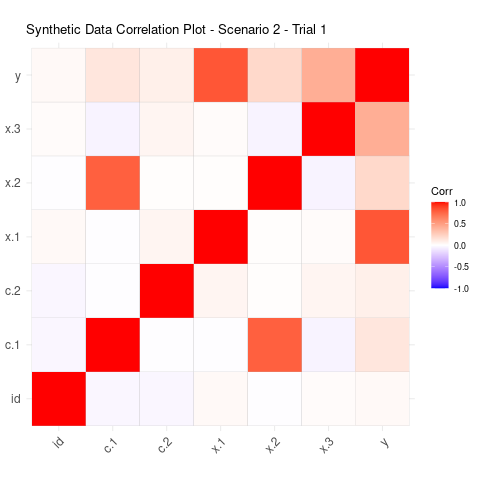 Synthetic Data Correlation Plot - Scenario 2 - Trial 1
y
x.3
x.2
x.1
c.2
c.1
id
id
c.1
c.2
x.1
x.2
x.3
y
Corr
1.0
0.5
0.0
-0.5
-1.0